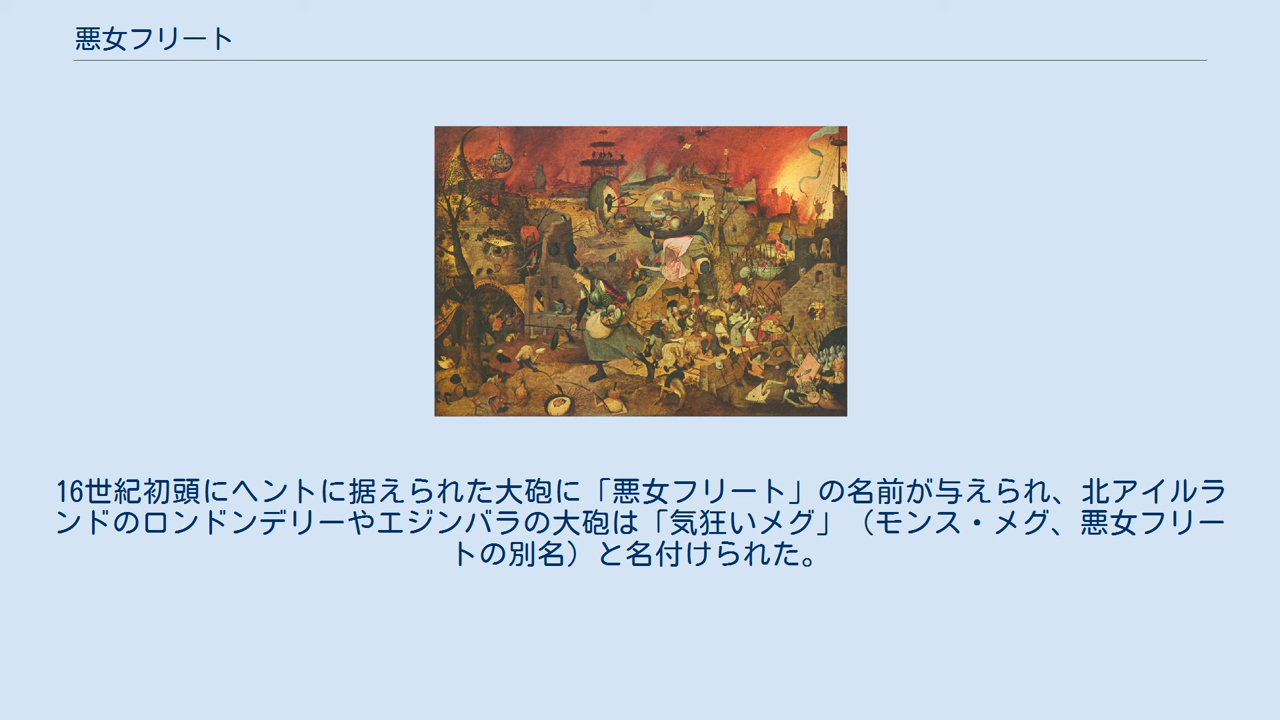 悪女フリート
16世紀初頭にヘントに据えられた大砲に「悪女フリート」の名前が与えられ、北アイルラ
ンドのロンドンデリーやエジンバラの大砲は「気狂いメグ」（モンス・メグ、悪女フリー
トの別名）と名付けられた。